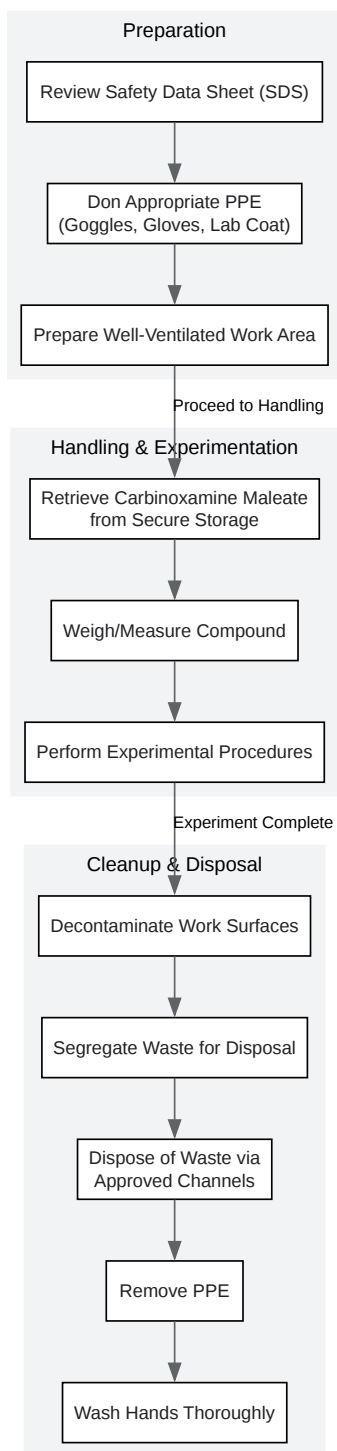 Preparation
Review Safety Data Sheet (SDS)
Don Appropriate PPE
(Goggles, Gloves, Lab Coat)
Prepare Well-Ventilated Work Area
Proceed to Handling
Handling & Experimentation
Retrieve Carbinoxamine Maleate
from Secure Storage
Weigh/Measure Compound
Perform Experimental Procedures
Experiment Complete
Cleanup & Disposal
Decontaminate Work Surfaces
Segregate Waste for Disposal
Dispose of Waste via
Approved Channels
Remove PPE
Wash Hands Thoroughly